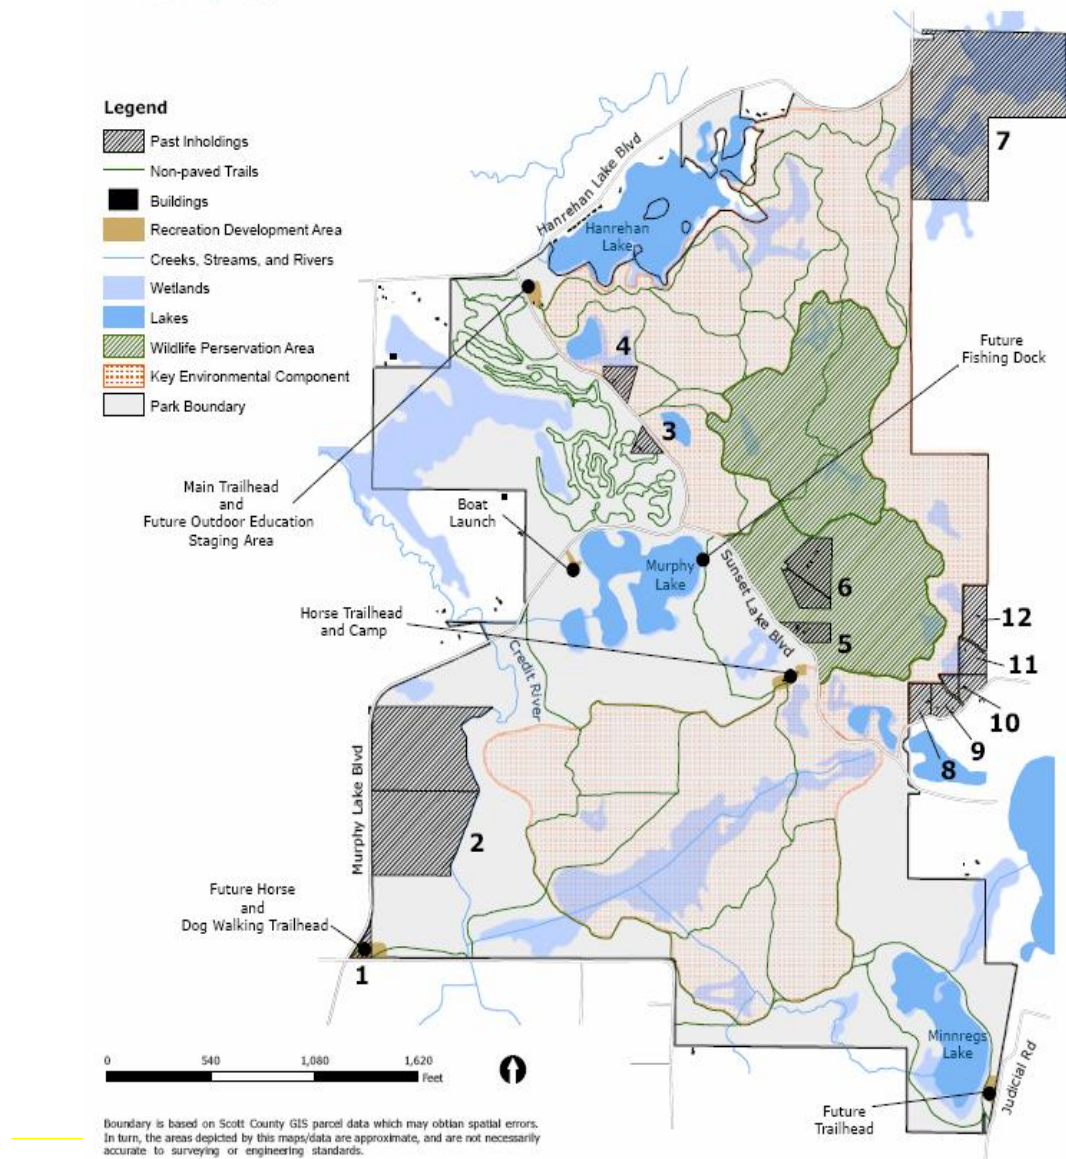 Legend
Past Inholdings
Non-paved Trails
Buildings
Recreation Development Area
Creeks, Streams, and Rivers
Wetlands
Lakes
Wildlife Perservation Area
Key Environmental Component
Park Boundary
Hanrehan Lake Blvd
Hanrehan
Lake
7
4
3
Future
Fishing Dock
Main Trailhead
and
Future Outdoor Education
Staging Area
Boat
Launch
Murphy
Lake
Sunset Lake Blvd
6
5
Horse Trailhead
and Camp
Credit River
12
11
10
9
8
Murphy Lake Blvd
2
Future Horse
and
Dog Walking Trailhead
1
Minnregs
Lake
Judicial Rd
Future
Trailhead
0 540 1,080 1,620
Feet
Boundary is based on Scott County GIS parcel data which may obtian spatial errors.
In turn, the areas depicted by this maps/data are approximate, and are not necessarily
accurate to surveying or engineering standards.